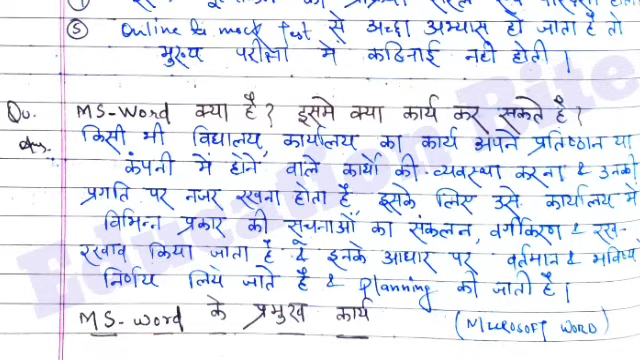 ⑤ Online & mock test से अच्छा अभ्यास हो जाता है तो
मुख्य परीक्षा में कठिनाई नही होती।
Qu. MS-Word क्या है? इसमे क्या कार्य कर सकते है?
Ans. किसी भी विद्यालय, कार्यालय का कार्य अपने प्रतिष्ठान या
कंपनी में होने वाले कार्यो की व्यवस्था करना & उनकी
प्रगति पर नजर रखना होता है, इसके लिए उसे कार्यालय मे
विभिन्न प्रकार की सूचनाओं का संकलन, वर्गीकरण & रख-
रखाव किया जाता है & इनके आधार पर वर्तमान & भविष्य
निर्णय लिये जाते है & Planning की जाती है।
MS-Word के प्रमुख कार्य (MICROSOFT WORD)
Education Bite